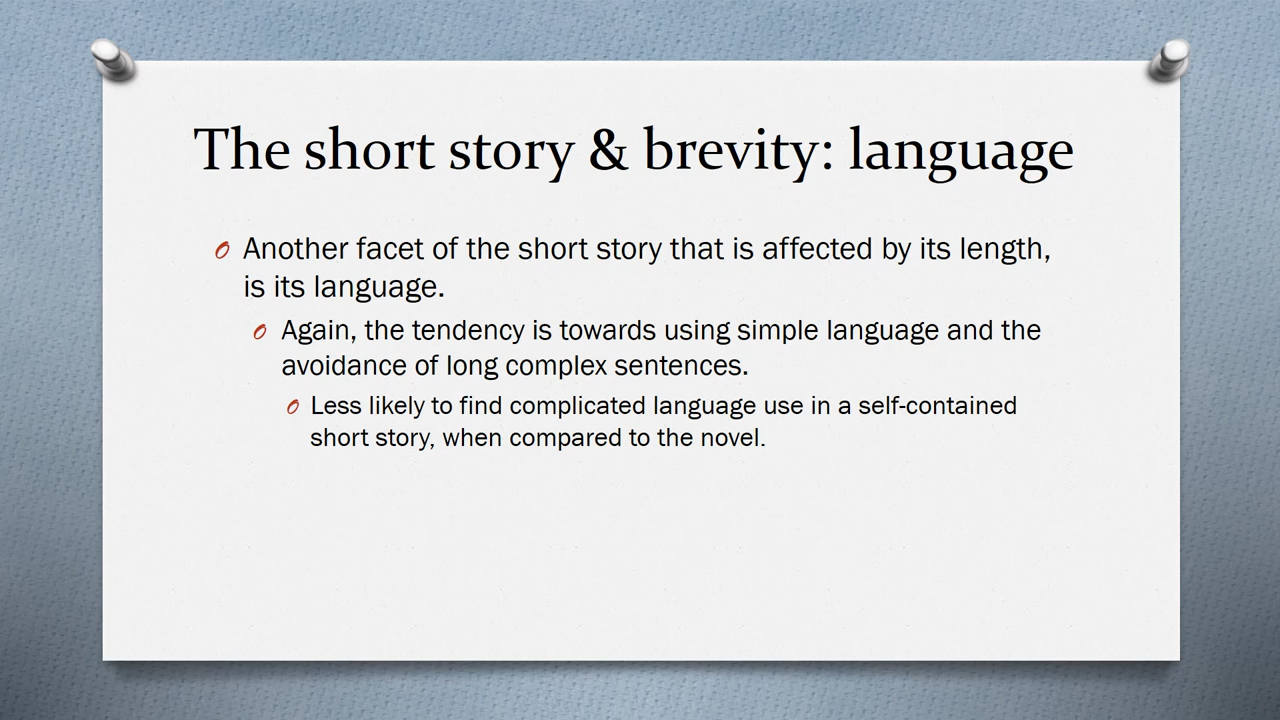 The short story & brevity: language
Another facet of the short story that is affected by its length,
is its language.
Again, the tendency is towards using simple language and the
avoidance of long complex sentences.
Less likely to find complicated language use in a self-contained
short story, when compared to the novel.